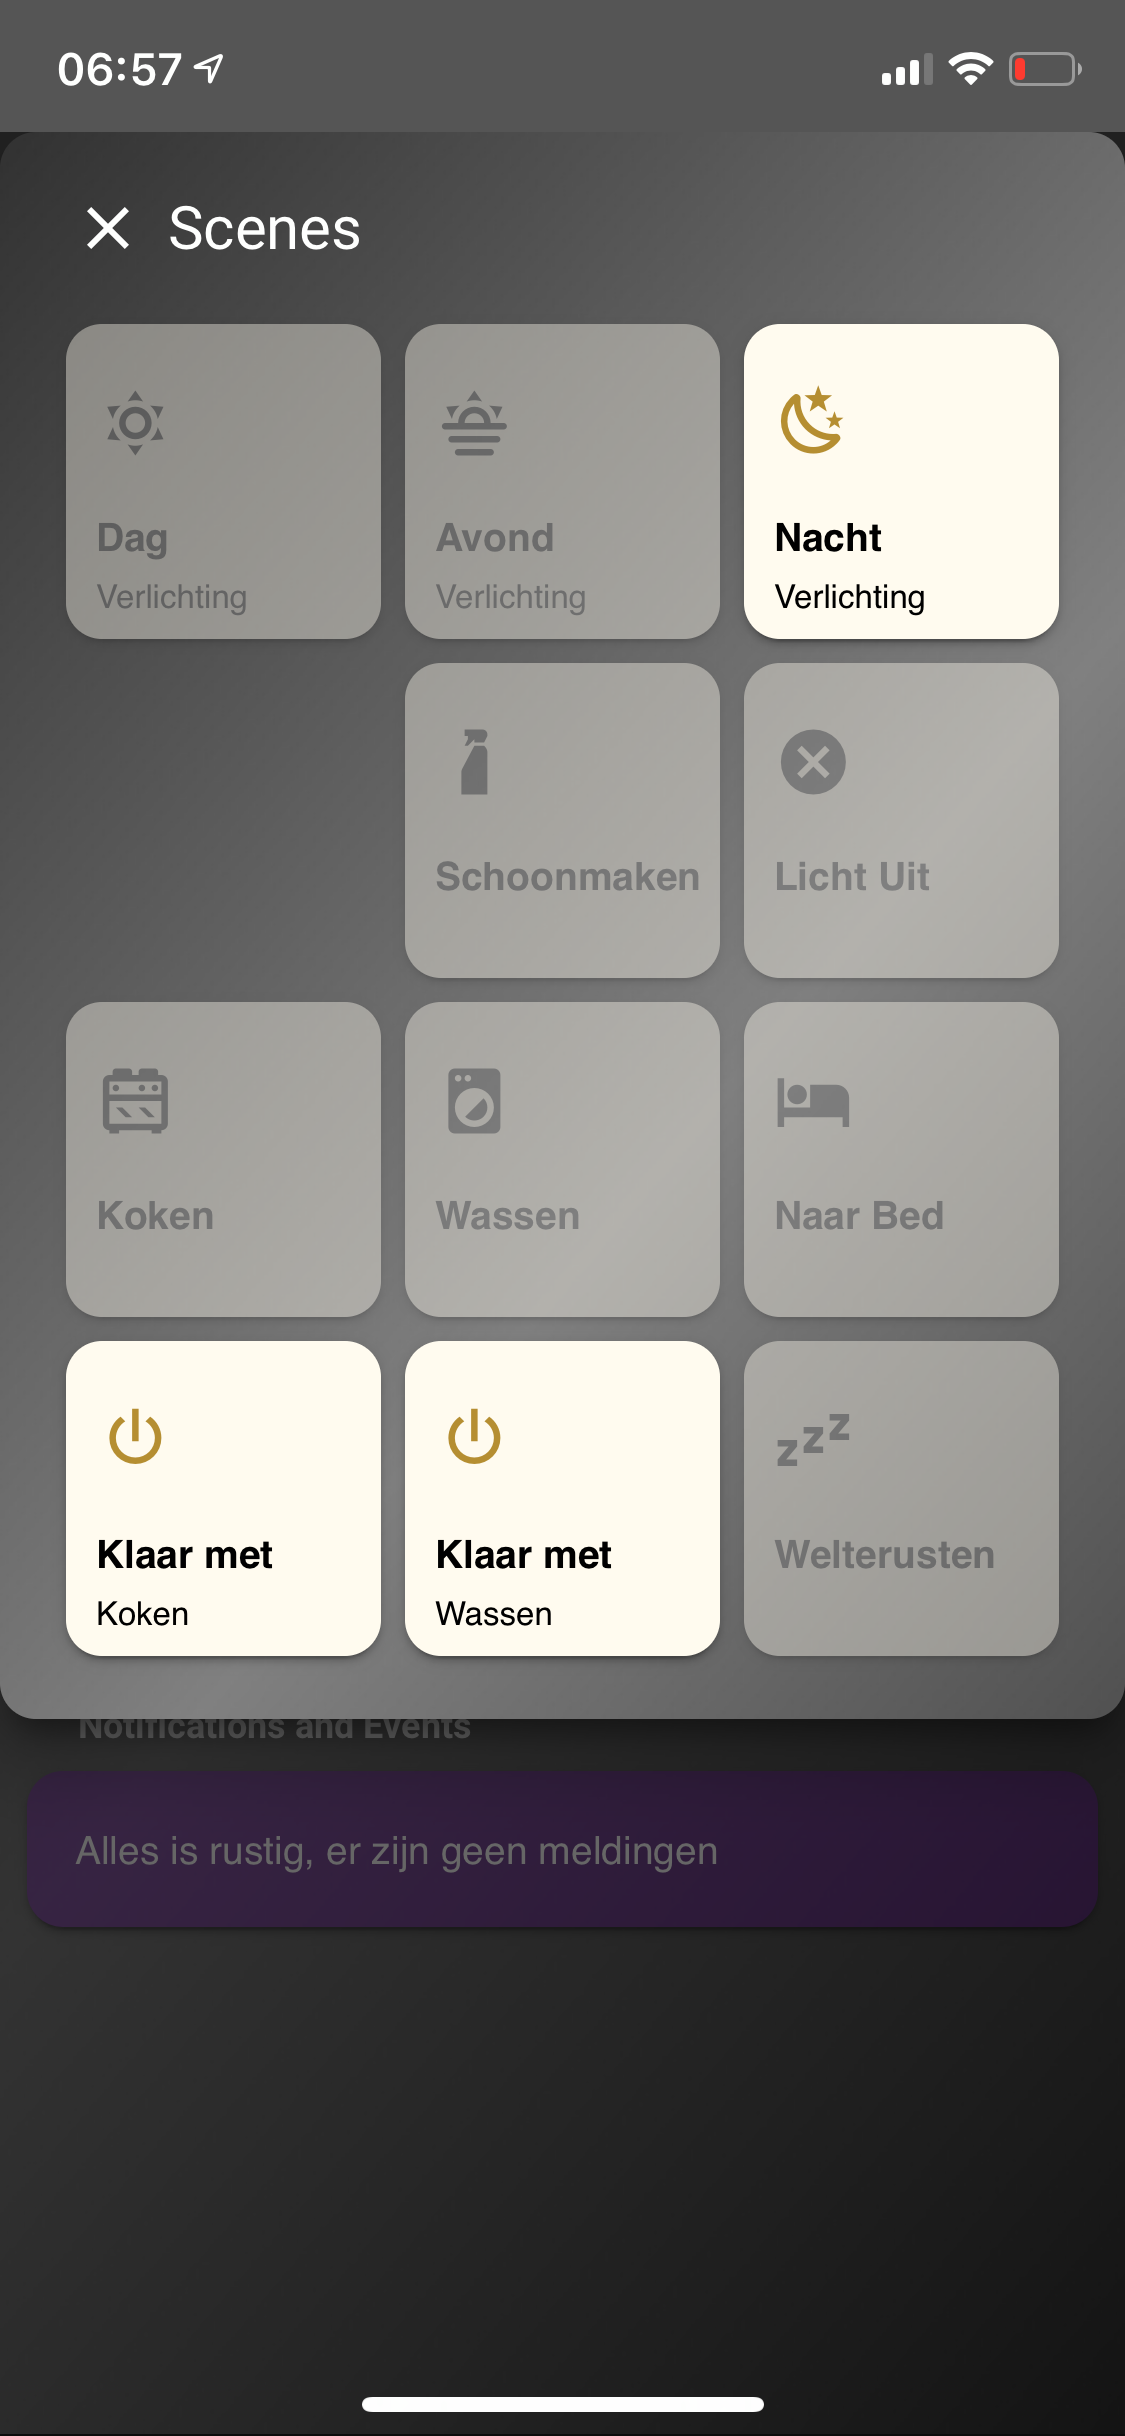 06:57
Scenes
Dag
Verlichting
Avond
Verlichting
Nacht
Verlichting
Schoonmaken
Licht Uit
Koken
Wassen
Naar Bed
Klaar met
Koken
Klaar met
Wassen
zzz
Welterusten
Notifications and Events
Alles is rustig, er zijn geen meldingen